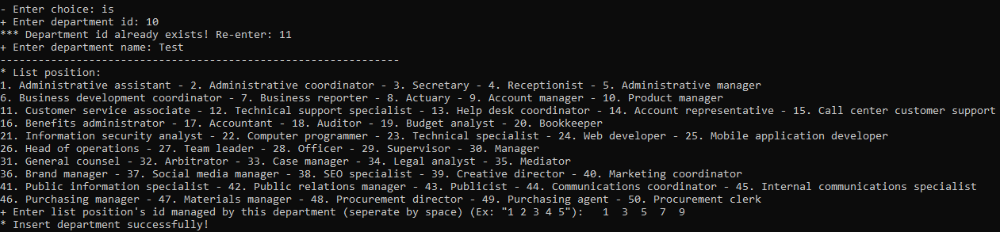 - Enter choice: is
+ Enter department id: 10
*** Department id already exists! Re-enter: 11
+ Enter department name: Test
---------------------------------------------------------------
* List position:
1. Administrative assistant - 2. Administrative coordinator - 3. Secretary - 4. Receptionist - 5. Administrative manager
6. Business development coordinator - 7. Business reporter - 8. Actuary - 9. Account manager - 10. Product manager
11. Customer service associate - 12. Technical support specialist - 13. Help desk coordinator - 14. Account representative - 15. Call center customer support
16. Benefits administrator - 17. Accountant - 18. Auditor - 19. Budget analyst - 20. Bookkeeper
21. Information security analyst - 22. Computer programmer - 23. Technical specialist - 24. Web developer - 25. Mobile application developer
26. Head of operations - 27. Team leader - 28. Officer - 29. Supervisor - 30. Manager
31. General counsel - 32. Arbitrator - 33. Case manager - 34. Legal analyst - 35. Mediator
36. Brand manager - 37. Social media manager - 38. SEO specialist - 39. Creative director - 40. Marketing coordinator
41. Public information specialist - 42. Public relations manager - 43. Publicist - 44. Communications coordinator - 45. Internal communications specialist
46. Purchasing manager - 47. Materials manager - 48. Procurement director - 49. Purchasing agent - 50. Procurement clerk
+ Enter list position's id managed by this department (seperate by space) (Ex: "1 2 3 4 5"):   1  3  5  7  9
* Insert department successfully!